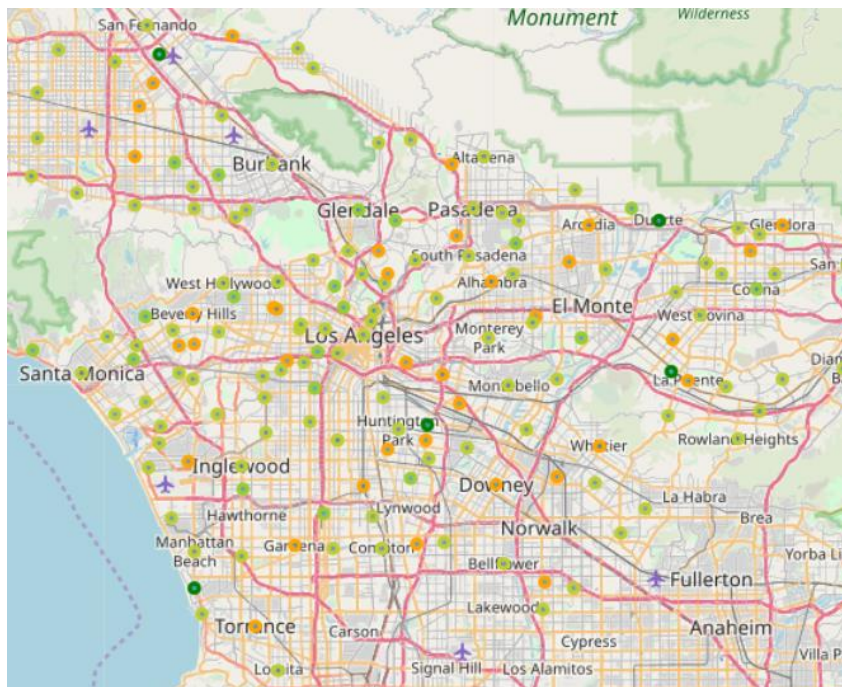 Monument
Wilderness
San Fernando
Burbank
Altadena
Glendale
Pasadena
Arcadia
Duarte
Glendora
South Pasadena
West Hollywood
Alhambra
Covina
Beverly Hills
El Monte
West Covina
Los Angeles
Monterey
Park
Santa Monica
Montebello
La Puente
Huntington
Park
Whittier
Rowland Heights
Inglewood
Downey
La Habra
Hawthorne
Lynwood
Norwalk
Brea
Manhattan
Beach
Gardena
Compton
Bellflower
Yorba Li
Fullerton
Lakewood
Torrance
Carson
Cypress
Anaheim
Lomita
Signal Hill
Los Alamitos
Villa P